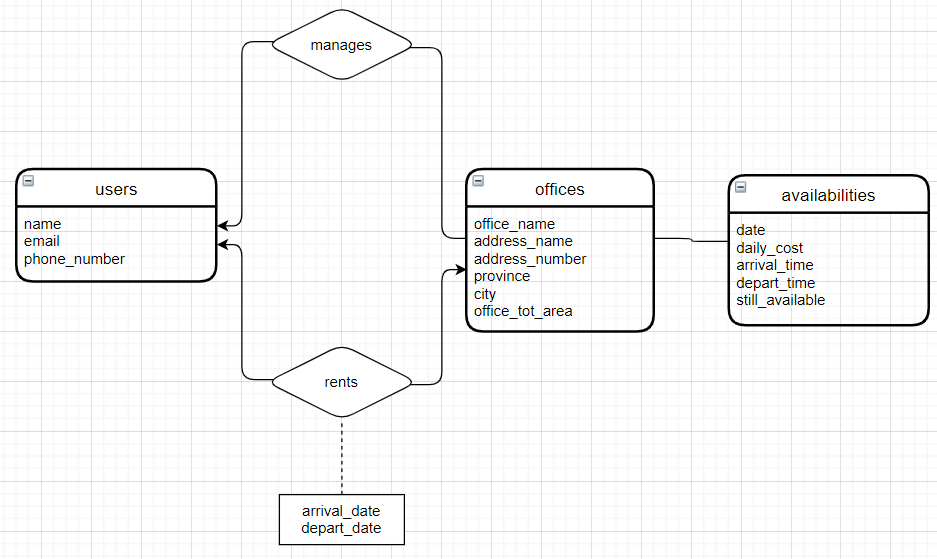 manages
users
name
email
phone_number
offices
office_name
address_name
address_number
province
city
office_tot_area
availabilities
date
daily_cost
arrival_time
depart_time
still_available
rents
arrival_date
depart_date